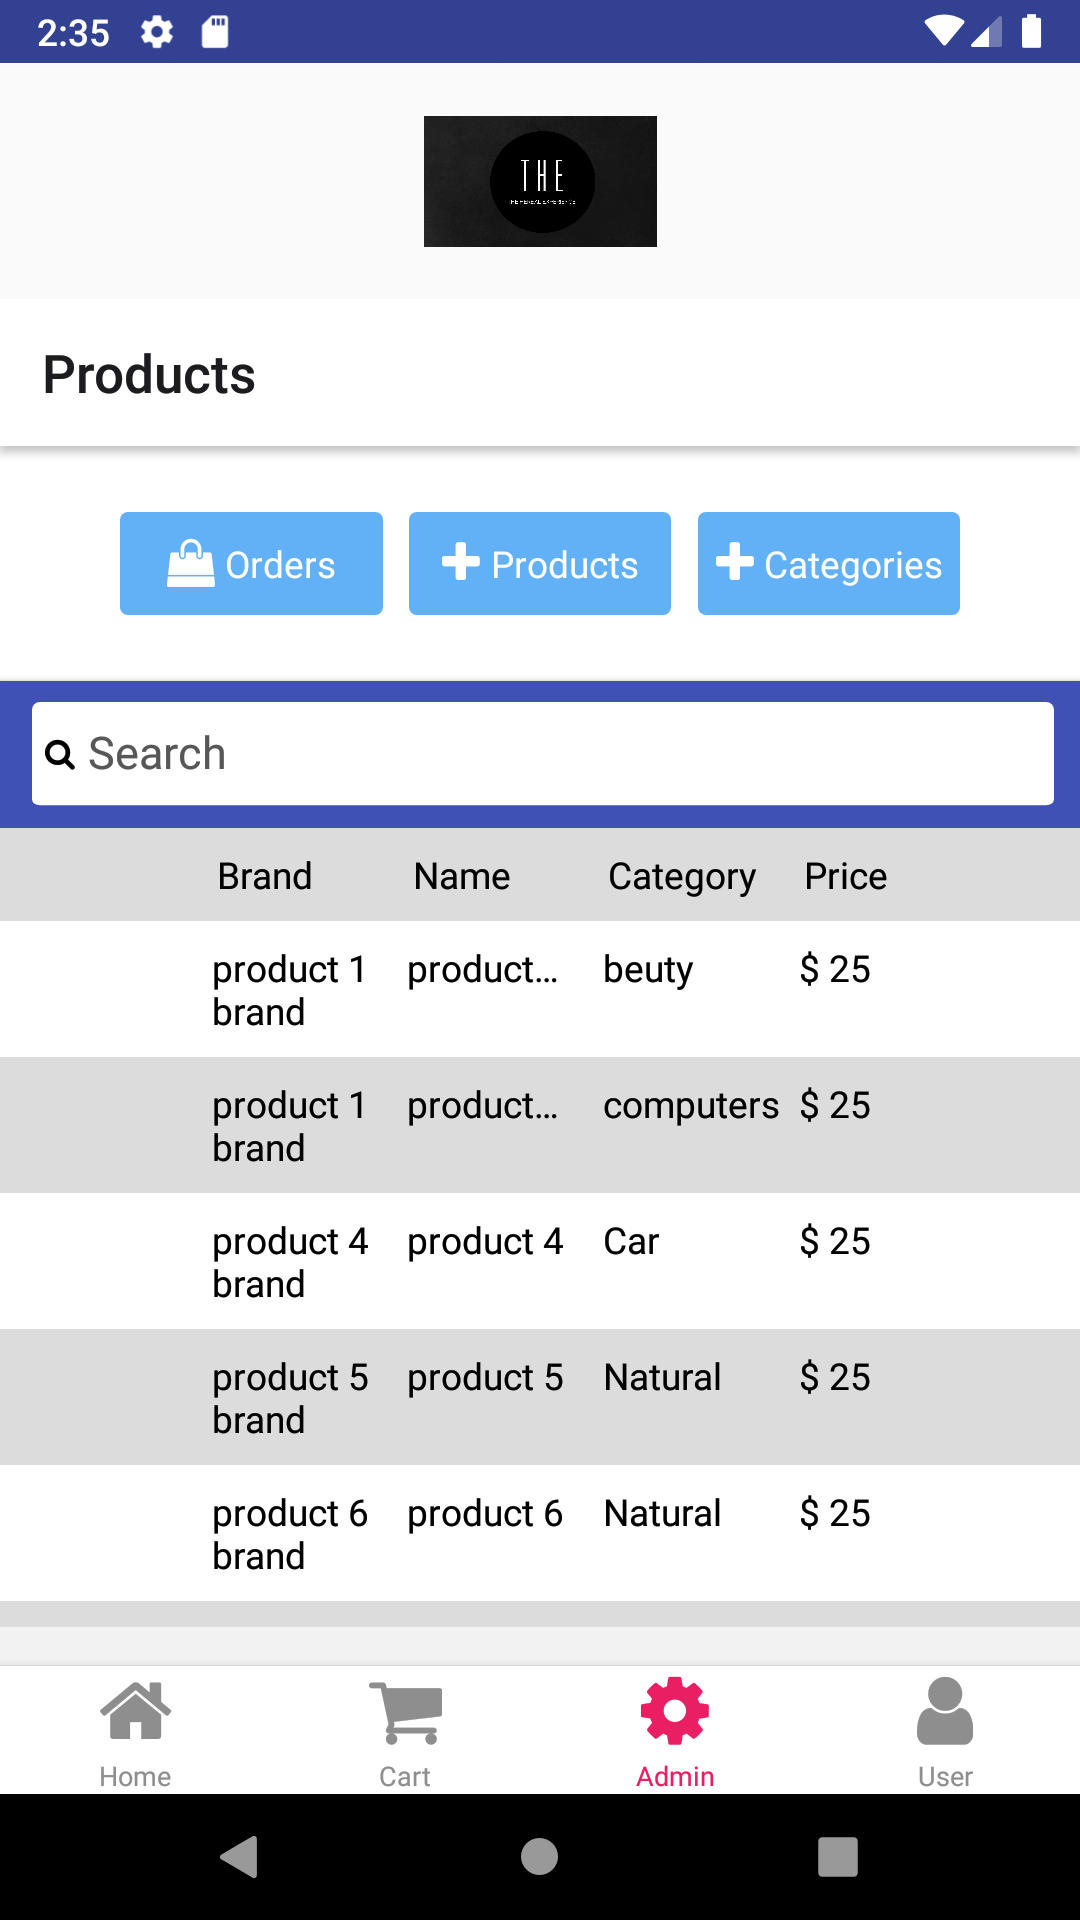 2:35
THE
Products
Orders
Products
Categories
Search
Brand Name Category Price
product 1 brand product... beuty $ 25
product 1 brand product... computers $ 25
product 4 brand product 4 Car $ 25
product 5 brand product 5 Natural $ 25
product 6 brand product 6 Natural $ 25
Home Cart Admin User